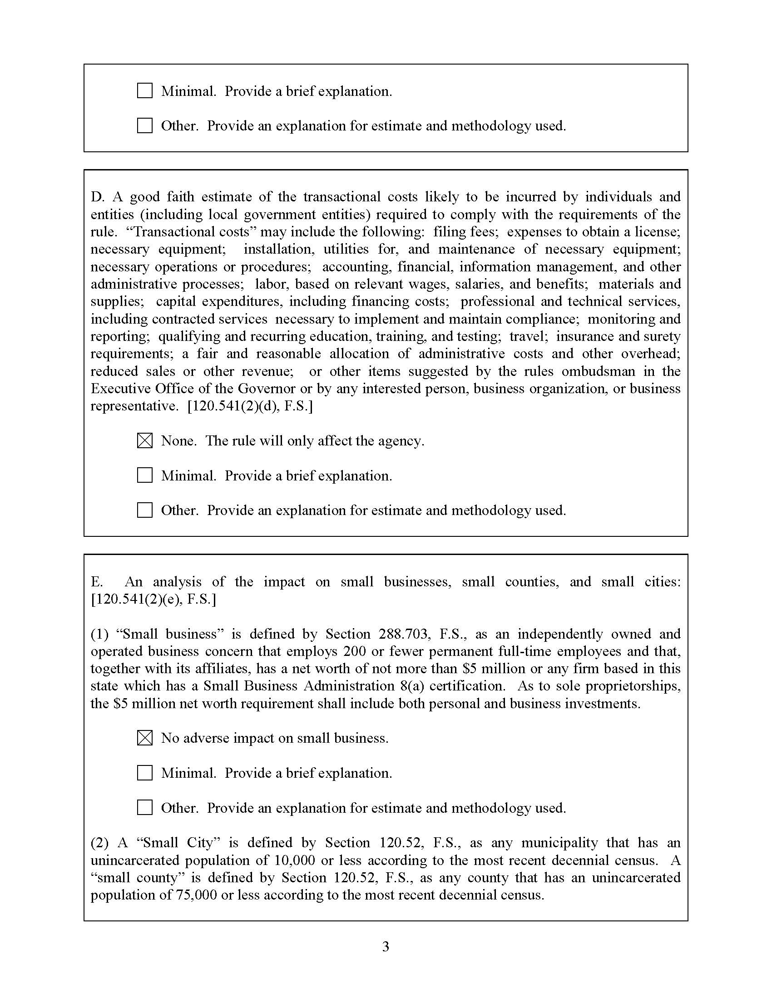 Minimal.  Provide a brief explanation.
Other.  Provide an explanation for estimate and methodology used.
D. A good faith estimate of the transactional costs likely to be incurred by individuals and
entities (including local government entities) required to comply with the requirements of the
rule.  “Transactional costs” may include the following:  filing fees;  expenses to obtain a license;
necessary equipment;  installation, utilities for, and maintenance of necessary equipment;
necessary operations or procedures;  accounting, financial, information management, and other
administrative processes;  labor, based on relevant wages, salaries, and benefits;  materials and
supplies;  capital expenditures, including financing costs;  professional and technical services,
including contracted services  necessary to implement and maintain compliance;  monitoring and
reporting;  qualifying and recurring education, training, and testing;  travel;  insurance and surety
requirements; a fair and reasonable allocation of administrative costs and other overhead;
reduced sales or other revenue;  or other items suggested by the rules ombudsman in the
Executive Office of the Governor or by any interested person, business organization, or business
representative.  [120.541(2)(d), F.S.]
None.  The rule will only affect the agency.
Minimal.  Provide a brief explanation.
Other.  Provide an explanation for estimate and methodology used.
E.  An analysis of the impact on small businesses, small counties, and small cities:
[120.541(2)(e), F.S.]
(1) “Small business” is defined by Section 288.703, F.S., as an independently owned and
operated business concern that employs 200 or fewer permanent full-time employees and that,
together with its affiliates, has a net worth of not more than $5 million or any firm based in this
state which has a Small Business Administration 8(a) certification.  As to sole proprietorships,
the $5 million net worth requirement shall include both personal and business investments.
No adverse impact on small business.
Minimal.  Provide a brief explanation.
Other.  Provide an explanation for estimate and methodology used.
(2) A “Small City” is defined by Section 120.52, F.S., as any municipality that has an
unincarcerated population of 10,000 or less according to the most recent decennial census.  A
“small county” is defined by Section 120.52, F.S., as any county that has an unincarcerated
population of 75,000 or less according to the most recent decennial census.
3